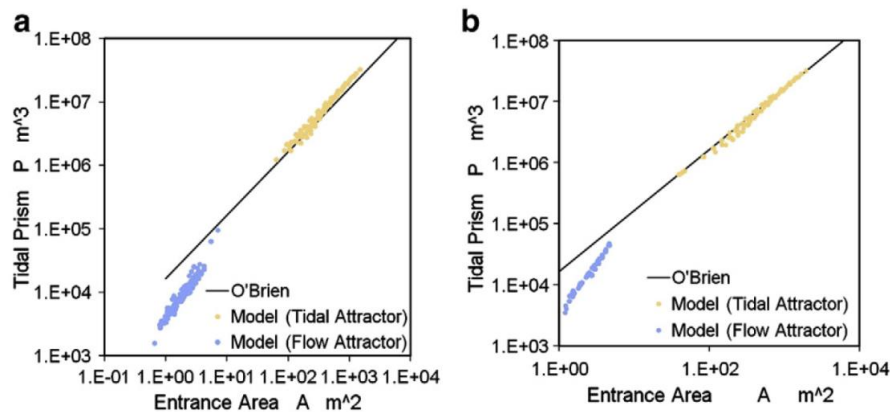 a
1.E+08
1.E+07
1.E+06
1.E+05
1.E+04
1.E+03
Tidal Prism P m^3
O'Brien
Model (Tidal Attractor)
Model (Flow Attractor)
1.E-01 1.E+00 1.E+01 1.E+02 1.E+03 1.E+04
Entrance Area A m^2
b
1.E+08
1.E+07
1.E+06
1.E+05
1.E+04
1.E+03
Tidal Prism P m^3
O'Brien
Model (Tidal Attractor)
Model (Flow Attractor)
1.E+00 1.E+02 1.E+04
Entrance Area A m^2